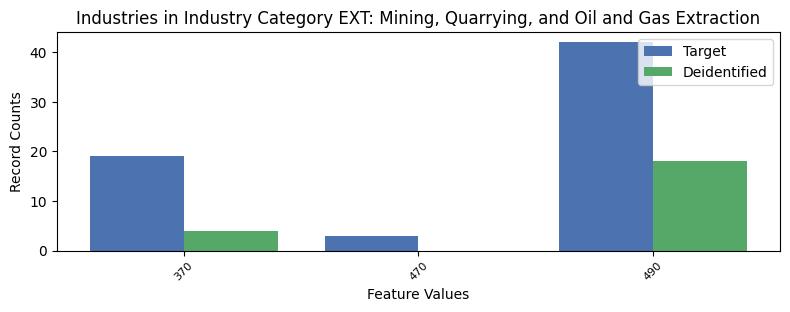 Industries in Industry Category EXT: Mining, Quarrying, and Oil and Gas Extraction
Target
Deidentified
Record Counts
40
30
20
10
0
370
470
490
Feature Values